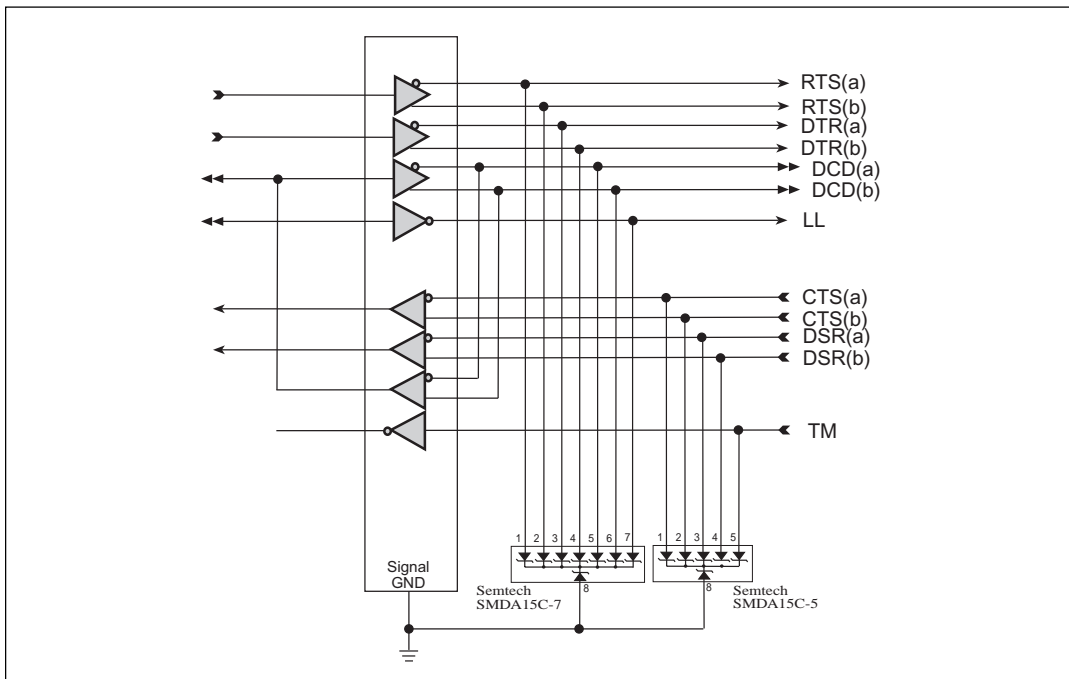 RTS(a)
RTS(b)
DTR(a)
DTR(b)
DCD(a)
DCD(b)
LL
CTS(a)
CTS(b)
DSR(a)
DSR(b)
TM
1 2 3 4 5 6 7
1 2 3 4 5
8
8
Signal
GND
Semtech
SMDA15C-7
Semtech
SMDA15C-5